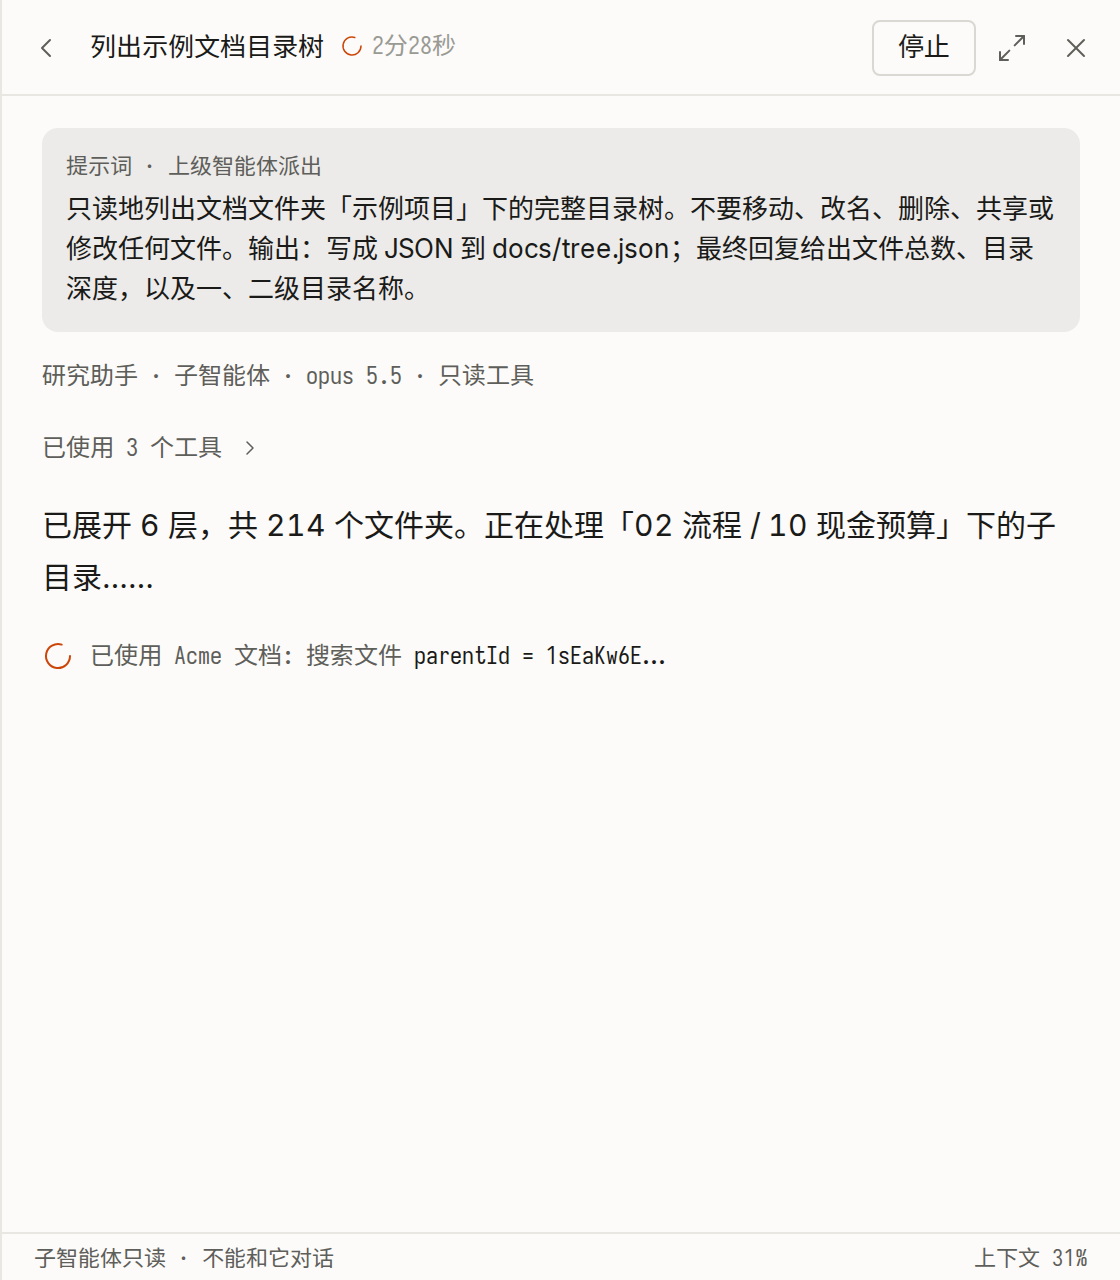 列出示例文档目录树 2分28秒 停止
提示词 · 上级智能体派出
只读地列出文档文件夹「示例项目」下的完整目录树。不要移动、改名、删除、共享或
修改任何文件。输出：写成 JSON 到 docs/tree.json；最终回复给出文件总数、目录
深度，以及一、二级目录名称。
研究助手 · 子智能体 · opus 5.5 · 只读工具
已使用 3 个工具
已展开 6 层，共 214 个文件夹。正在处理「02 流程 / 10 现金预算」下的子
目录……
已使用 Acme 文档: 搜索文件 parentId = 1sEaKw6E...
子智能体只读 · 不能和它对话 上下文 31%